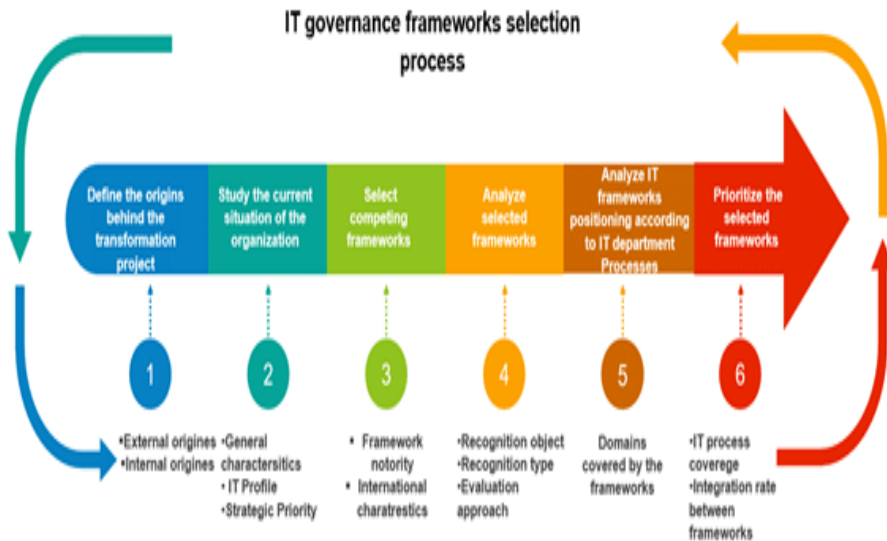 IT governance frameworks selection
process
Define the origins
behind the
transformation
project
Study the current
situation of the
organization
Select
competing
frameworks
Analyze
selected
frameworks
Analyze IT
frameworks
positioning according
to IT department
Processes
Prioritize the
selected
frameworks
1
2
3
4
5
6
•External origines
•Internal origines
•General
charactersitics
• IT Profile
•Strategic Priority
▪ Framework
notority
▪ International
charatrestics
•Recognition object
•Recognition type
•Evaluation
approach
Domains
covered by the
frameworks
•IT process
coverege
•Integration rate
between
frameworks